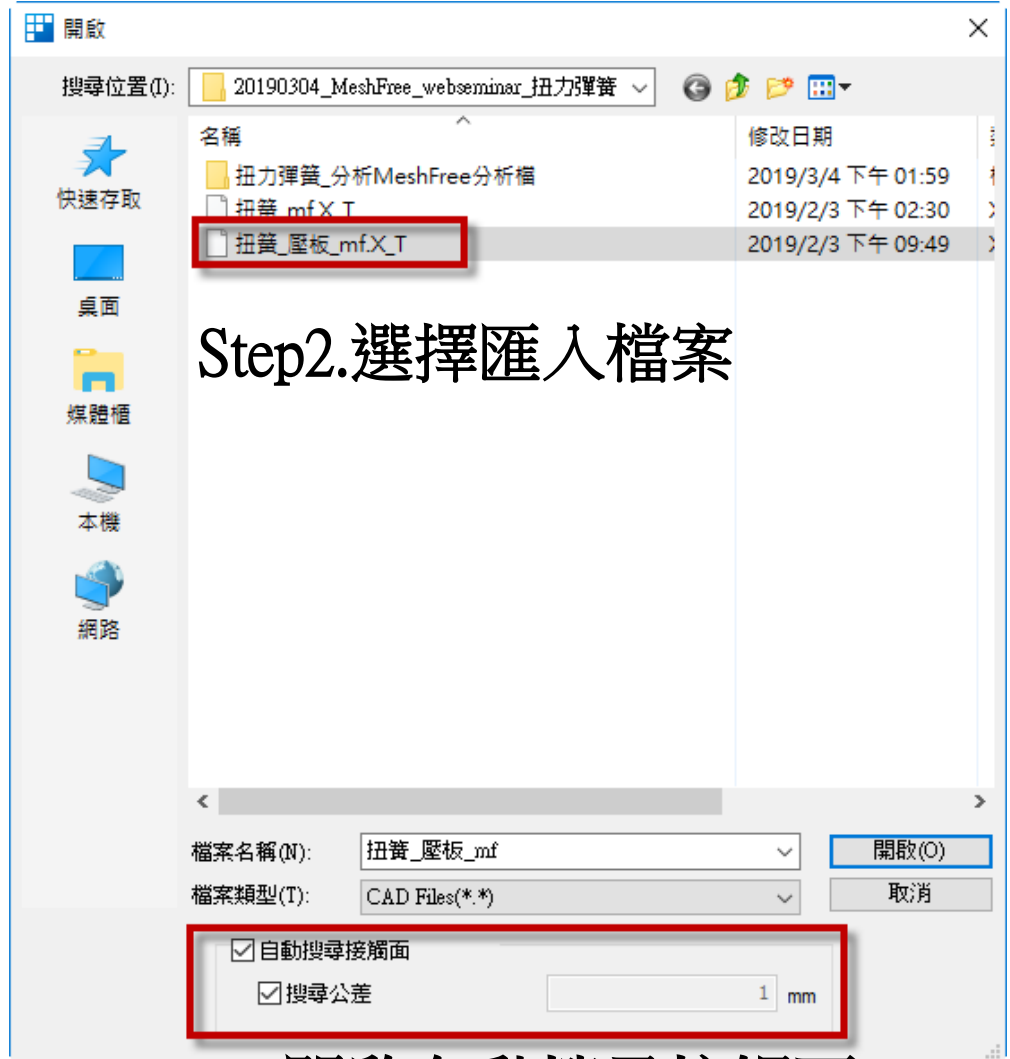 開啟
搜尋位置(I): 20190304_MeshFree_webseminar_扭力彈簧
名稱 修改日期
扭力彈簧_分析MeshFree分析檔 2019/3/4 下午 01:59
扭簧_mf.X_T 2019/2/3 下午 02:30
扭簧_壓板_mf.X_T 2019/2/3 下午 09:49
快速存取
桌面
媒體櫃
本機
網路
Step2.選擇匯入檔案
檔案名稱(N): 扭簧_壓板_mf 開啟(O)
檔案類型(T): CAD Files(*.*) 取消
自動搜尋接觸面
搜尋公差 1 mm